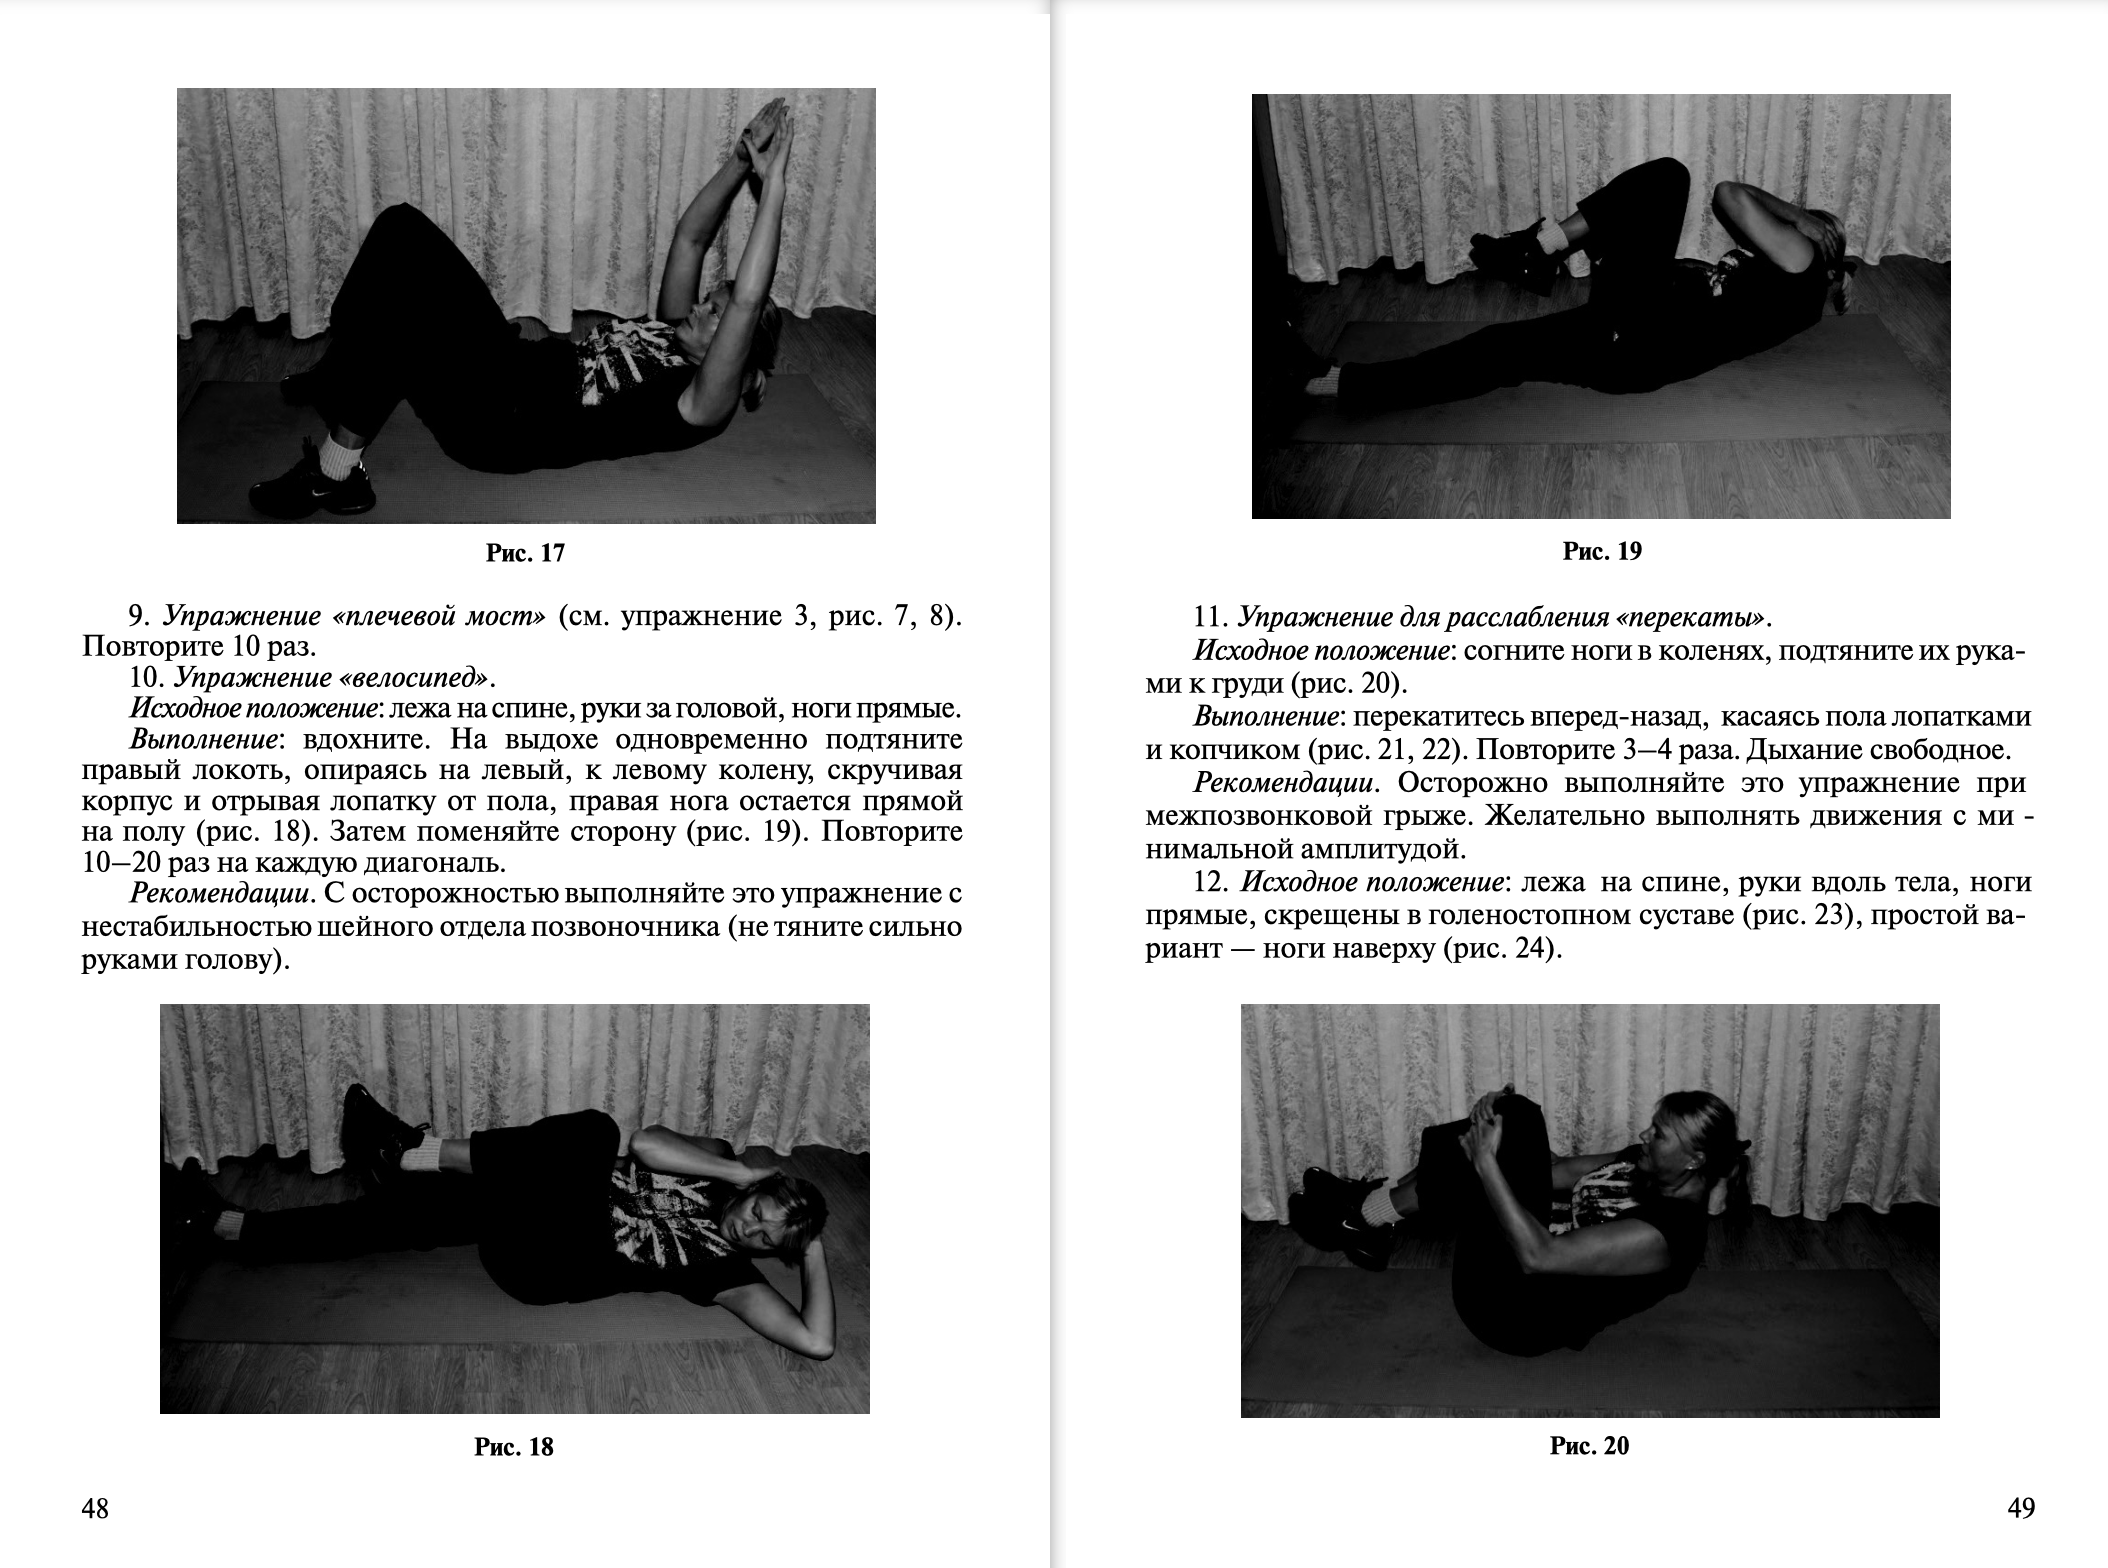 Рис. 17
9. Упражнение «плечевой мост» (см. упражнение 3, рис. 7, 8).
Повторите 10 раз.
10. Упражнение «велосипед».
Исходное положение: лежа на спине, руки за головой, ноги прямые.
Выполнение: вдохните. На выдохе одновременно подтяните
правый локоть, опираясь на левый, к левому колену, скручивая
корпус и отрывая лопатку от пола, правая нога остается прямой
на полу (рис. 18). Затем поменяйте сторону (рис. 19). Повторите
10–20 раз на каждую диагональ.
Рекомендации. С осторожностью выполняйте это упражнение с
нестабильностью шейного отдела позвоночника (не тяните сильно
руками голову).
Рис. 18
48
Рис. 19
11. Упражнение для расслабления «перекаты».
Исходное положение: согните ноги в коленях, подтяните их рука-
ми к груди (рис. 20).
Выполнение: перекатитесь вперед-назад, касаясь пола лопатками
и копчиком (рис. 21, 22). Повторите 3–4 раза. Дыхание свободное.
Рекомендации. Осторожно выполняйте это упражнение при
межпозвонковой грыже. Желательно выполнять движения с ми -
нимальной амплитудой.
12. Исходное положение: лежа на спине, руки вдоль тела, ноги
прямые, скрещены в голеностопном суставе (рис. 23), простой ва-
риант — ноги наверху (рис. 24).
Рис. 20
49